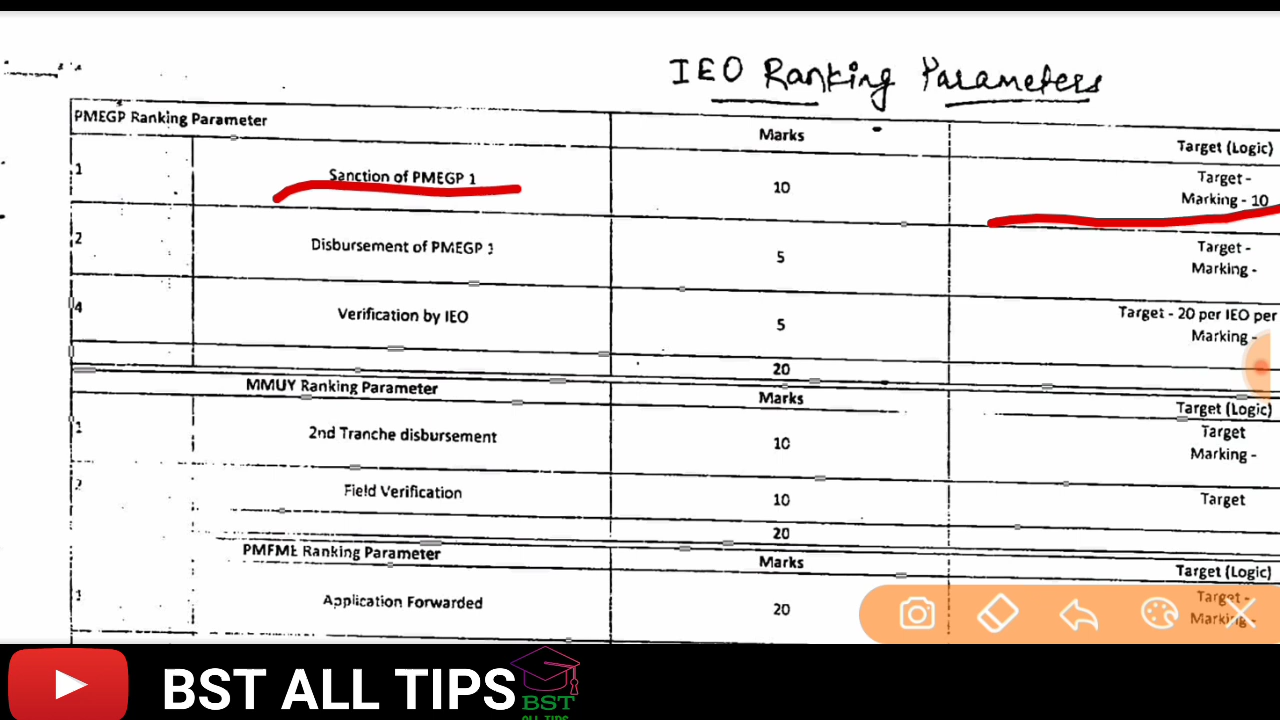 IEO Ranking Parameters
PMEGP Ranking Parameter Marks Target (Logic)
1 Sanction of PMEGP 1 10 Target -
Marking - 10
2 Disbursement of PMEGP 1 5 Target -
Marking -
4 Verification by IEO 5 Target - 20 per IEO per
Marking -
20
MMUY Ranking Parameter Marks Target (Logic)
1 2nd Tranche disbursement 10 Target
Marking -
2 Field Verification 10 Target
20
PMFME Ranking Parameter Marks Target (Logic)
1 Application Forwarded 20 Target -
Marking -
BST ALL TIPS
BST
ALL TIPS